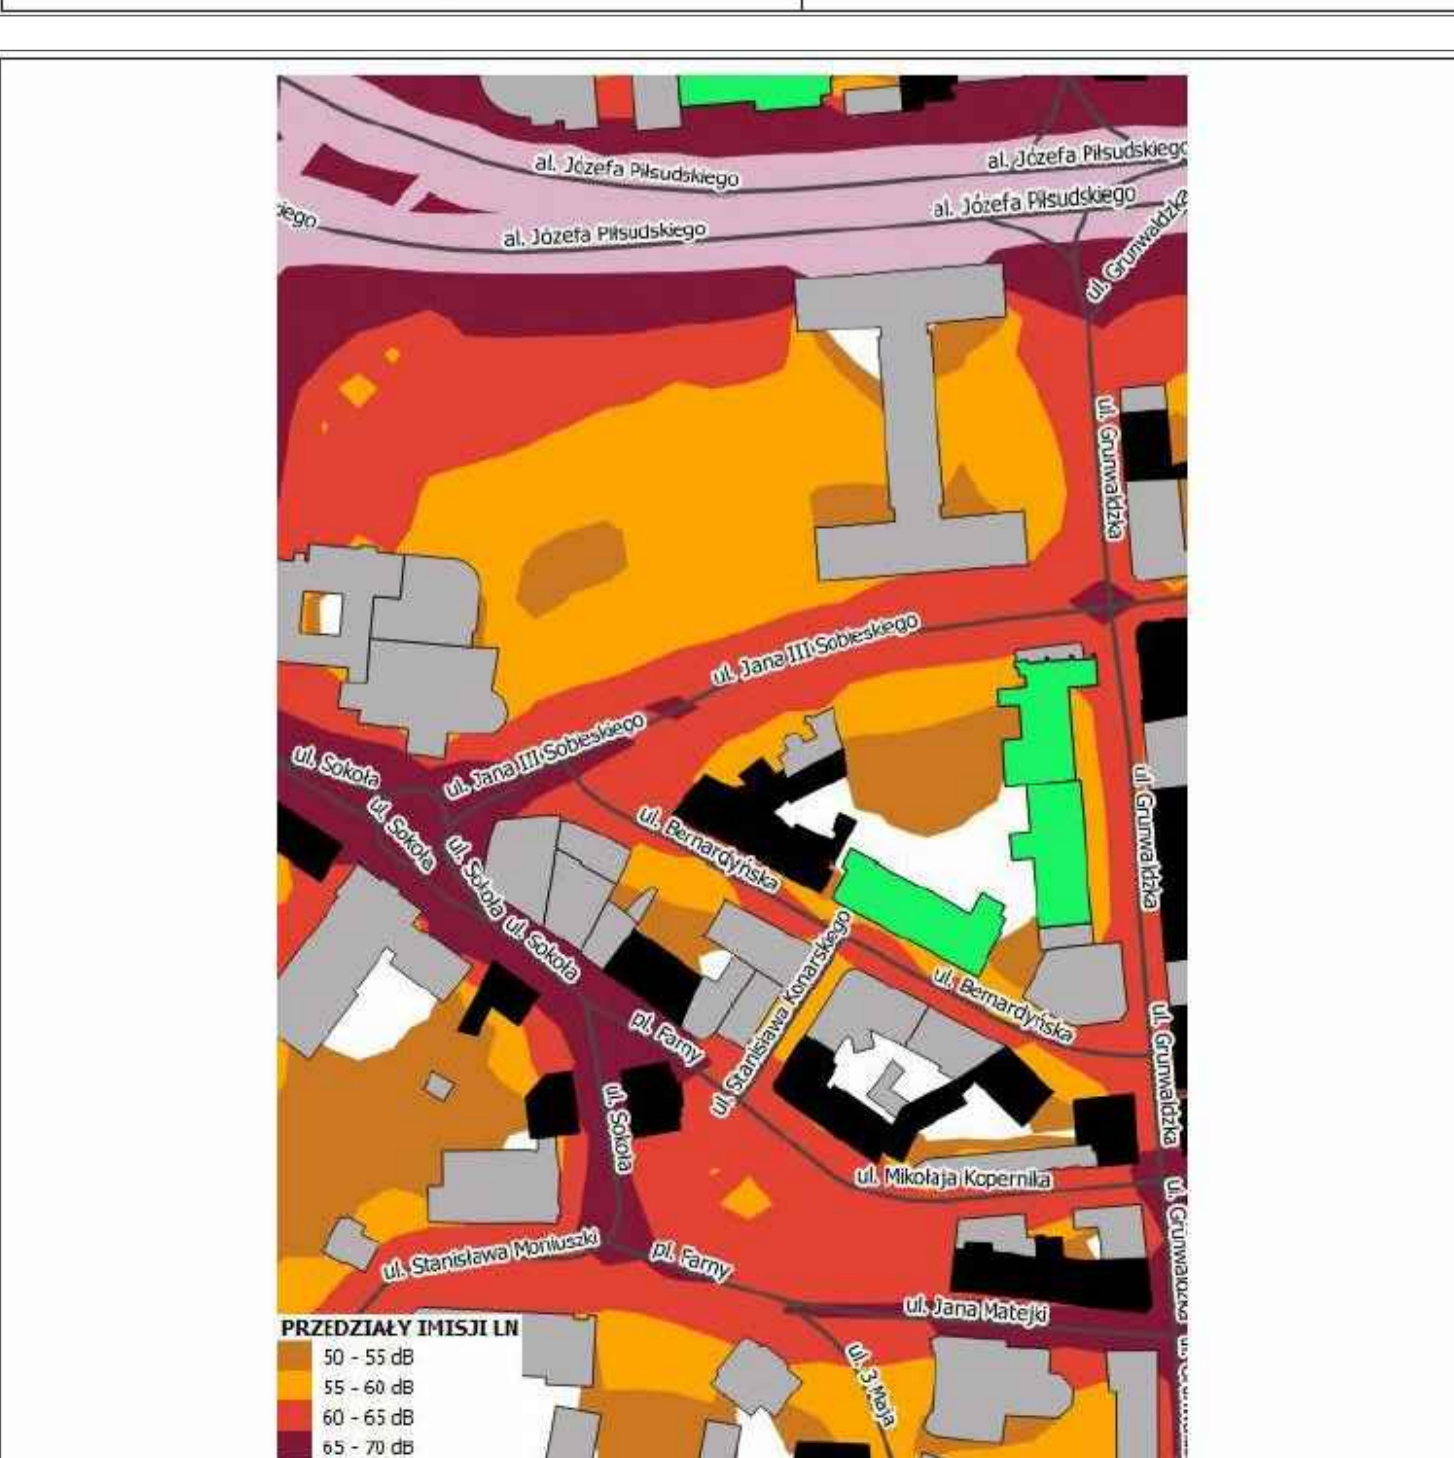 al. Józefa Piłsudskiego
al. Józefa Piłsudskiego
al. Józefa Piłsudskiego
al. Józefa Piłsudskiego
iego
ul. Grunwaldzka
ul. Grunwaldzka
ul. Jana III Sobieskiego
ul. Jana III Sobieskiego
ul. Sokoła
ul. Sokoła
ul. Sokoła
ul. Sokoła
ul. Bernardyńska
ul. Grunwaldzka
ul. Stanisława Konarskiego
ul. Bernardyńska
pl. Farny
ul. Grunwaldzka
ul. Sokoła
ul. Mikołaja Kopernika
ul. Grunwaldzka
ul. Stanisława Moniuszki
pl. Farny
ul. Jana Matejki
ul. 3 Maja
PRZEDZIAŁY IMISJI LN
50 - 55 dB
55 - 60 dB
60 - 65 dB
65 - 70 dB